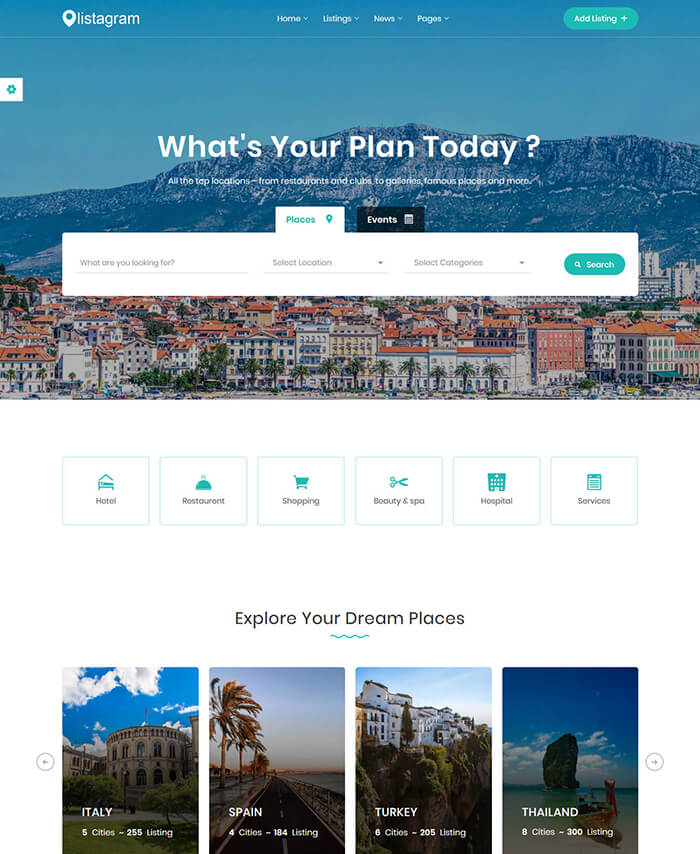 listagram Home Listings News Pages Add Listing +
What's Your Plan Today ?
All the top locations – from restaurants and clubs, to galleries, famous places and more..
Places Events
What are you looking for? Select Location Select Categories Search
Hotel Restaurent Shopping Beauty & spa Hospital Services
Explore Your Dream Places
ITALY SPAIN TURKEY THAILAND
5 Cities ~ 255 Listing 4 Cities ~ 184 Listing 6 Cities ~ 205 Listing 8 Cities ~ 300 Listing